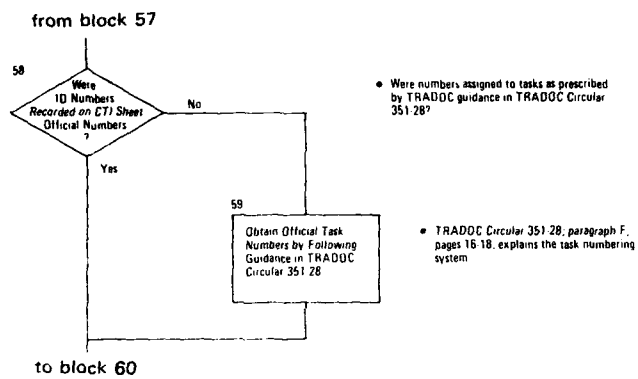 from block 57
58
Were
ID Numbers
Recorded on CTI Sheet
Official Numbers
?
No
Yes
• Were numbers assigned to tasks as prescribed
by TRADOC guidance in TRADOC Circular
351-28?
59
Obtain Official Task
Numbers by Following
Guidance in TRADOC
Circular 351-28
• TRADOC Circular 351-28; paragraph F,
pages 16-18, explains the task numbering
system
to block 60